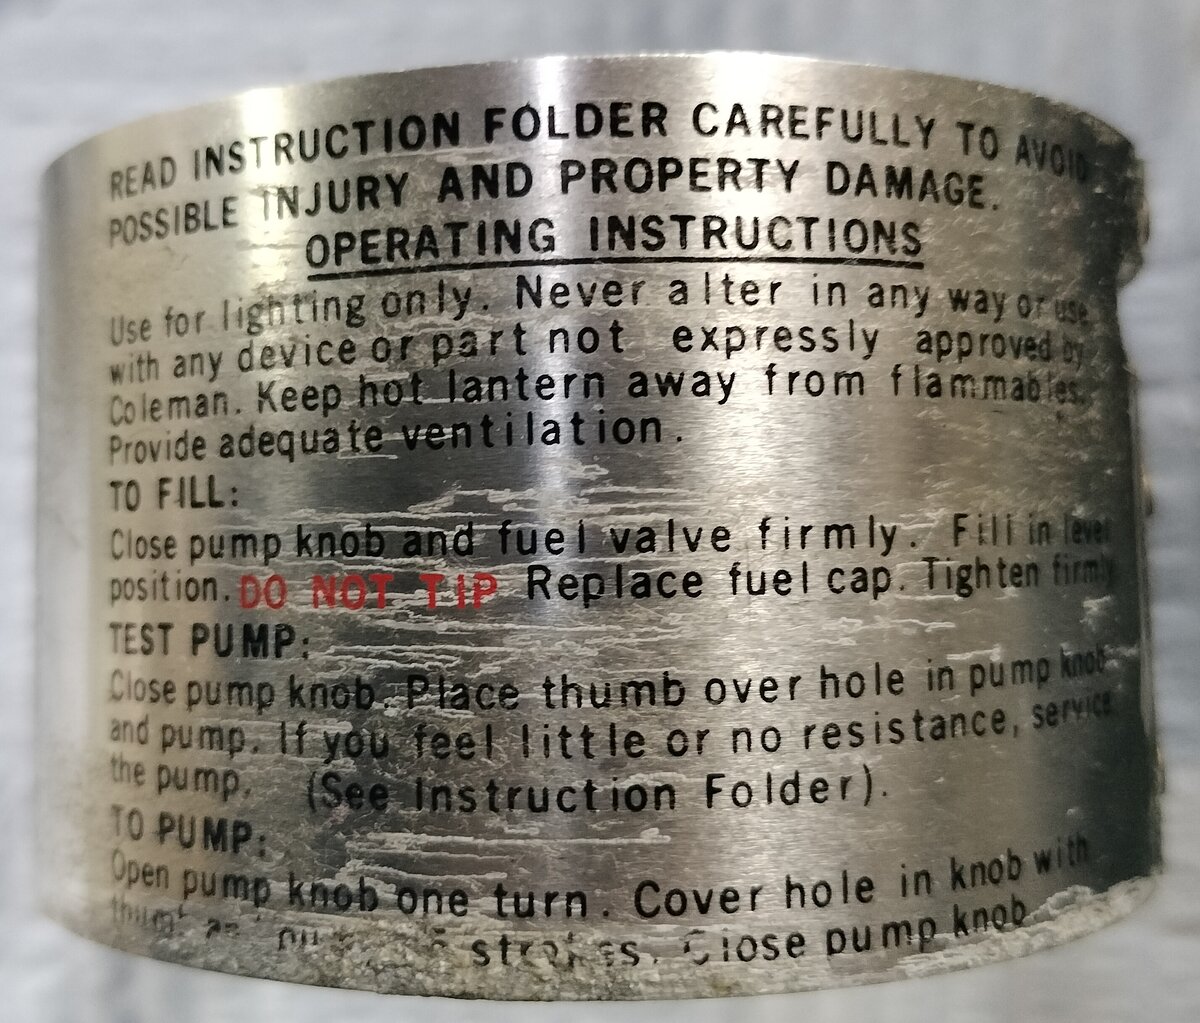 READ INSTRUCTION FOLDER CAREFULLY TO AVOID
POSSIBLE INJURY AND PROPERTY DAMAGE.
OPERATING INSTRUCTIONS
Use for lighting only. Never alter in any way or use
with any device or part not expressly approved by
Coleman. Keep hot lantern away from flammables.
Provide adequate ventilation.
TO FILL:
Close pump knob and fuel valve firmly. Fill in level
position. DO NOT TIP Replace fuel cap. Tighten firmly
TEST PUMP:
Close pump knob. Place thumb over hole in pump knob
and pump. If you feel little or no resistance, service
the pump. (See Instruction Folder).
TO PUMP:
Open pump knob one turn. Cover hole in knob with
thumb strokes. Close pump knob